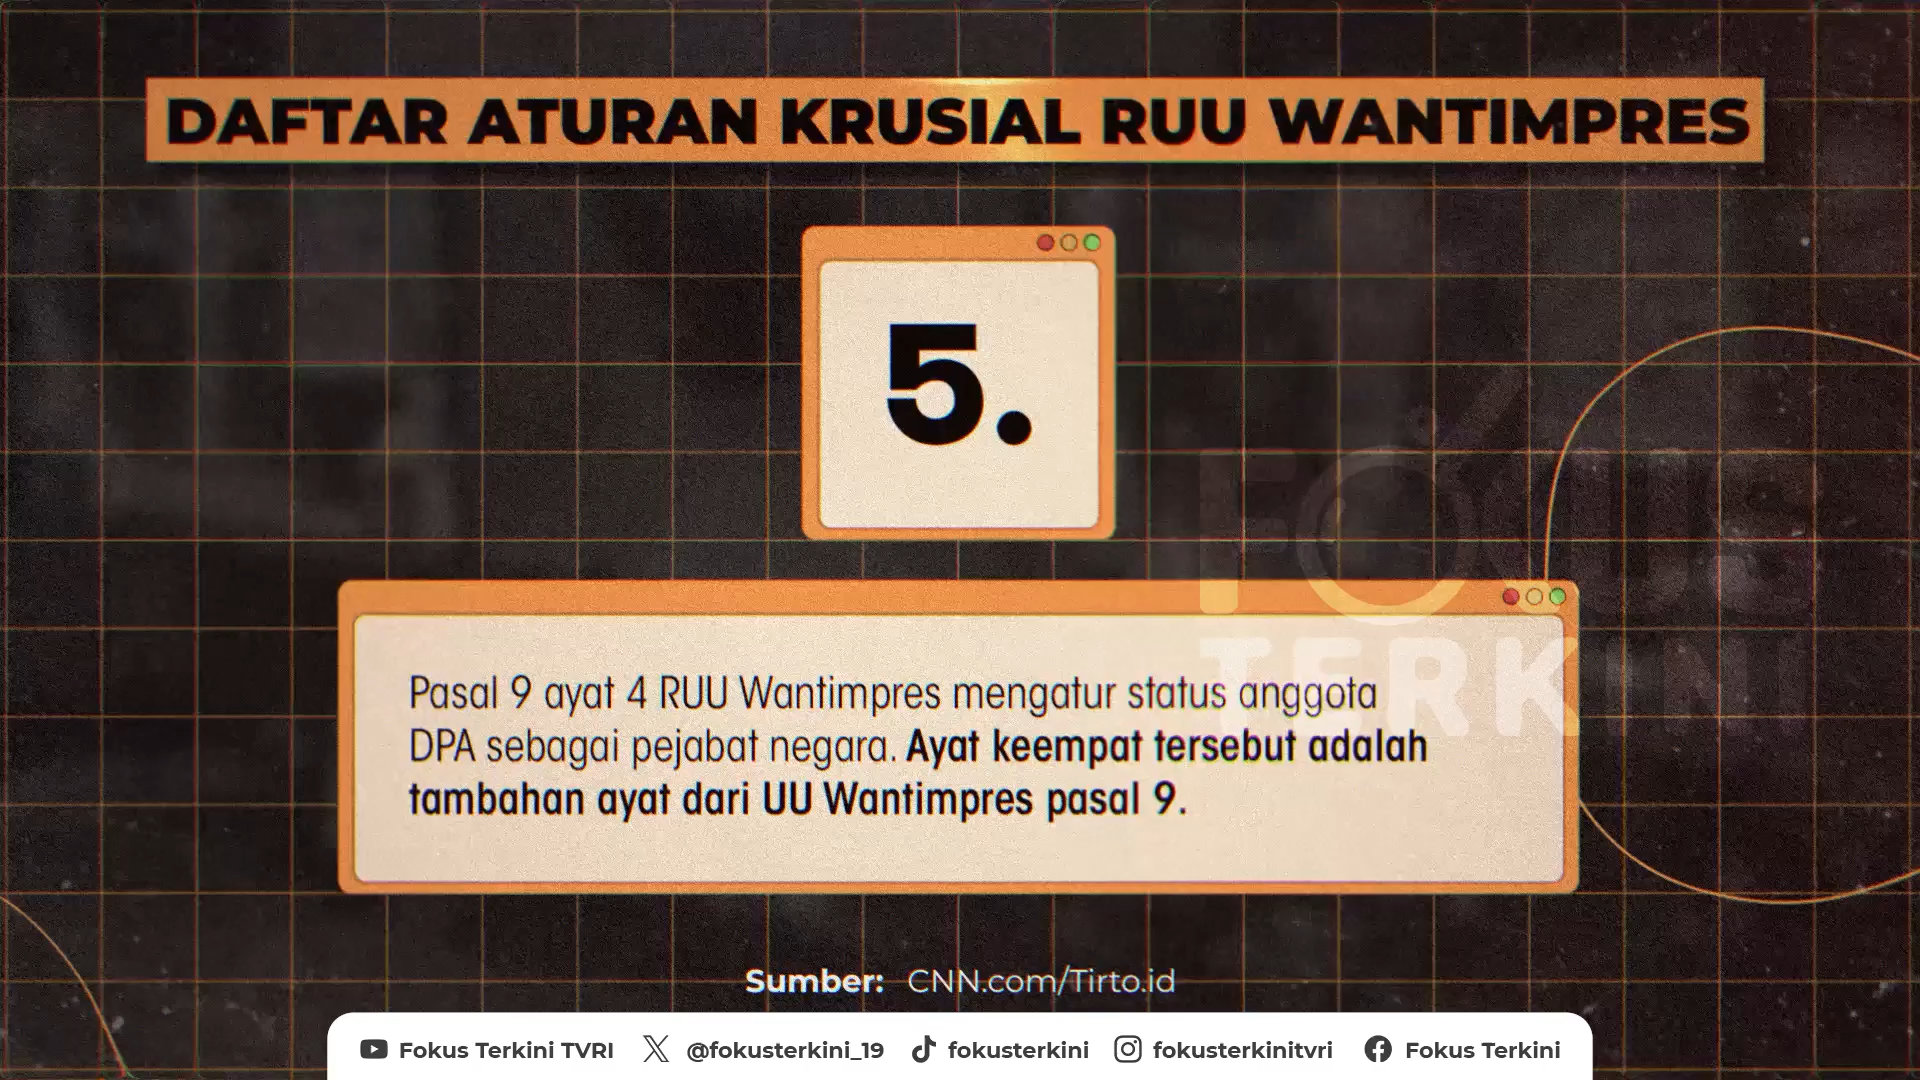 DAFTAR ATURAN KRUSIAL RUU WANTIMPRES
5.
FOKUS
TERKINI
Pasal 9 ayat 4 RUU Wantimpres mengatur status anggota
DPA sebagai pejabat negara. Ayat keempat tersebut adalah
tambahan ayat dari UU Wantimpres pasal 9.
Sumber: CNN.com/Tirto.id
Fokus Terkini TVRI @fokusterkini_19 fokusterkini fokusterkinitvri Fokus Terkini